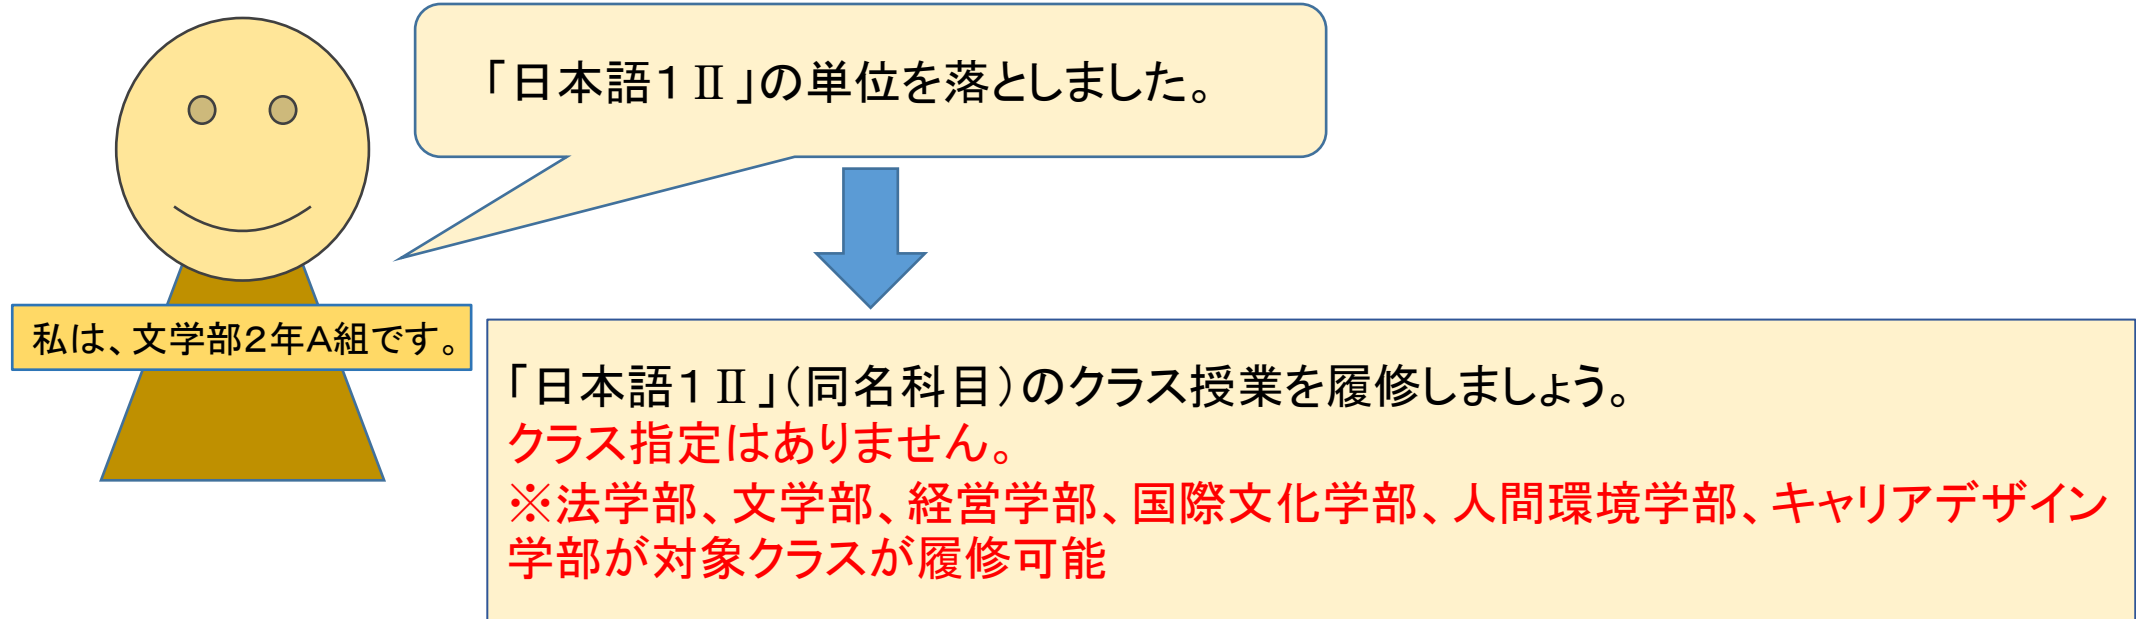 「日本語１Ⅱ」の単位を落としました。
私は、文学部２年Ａ組です。
「日本語１Ⅱ」（同名科目）のクラス授業を履修しましょう。
クラス指定はありません。
※法学部、文学部、経営学部、国際文化学部、人間環境学部、キャリアデザイン
学部が対象クラスが履修可能